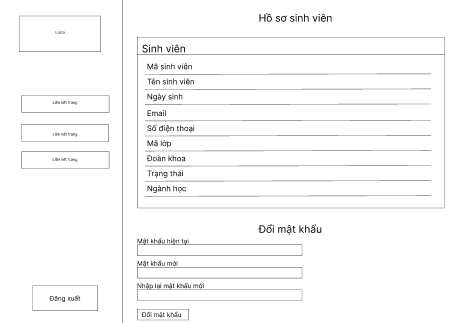 Hồ sơ sinh viên
Liên kết trang
Liên kết trang
Liên kết trang
Đăng xuất
Sinh viên
Mã sinh viên
Tên sinh viên
Ngày sinh
Email
Số điện thoại
Mã lớp
Đoàn khoa
Trạng thái
Ngành học
Đổi mật khẩu
Mật khẩu hiện tại
Mật khẩu mới
Nhập lại mật khẩu mới
Đổi mật khẩu